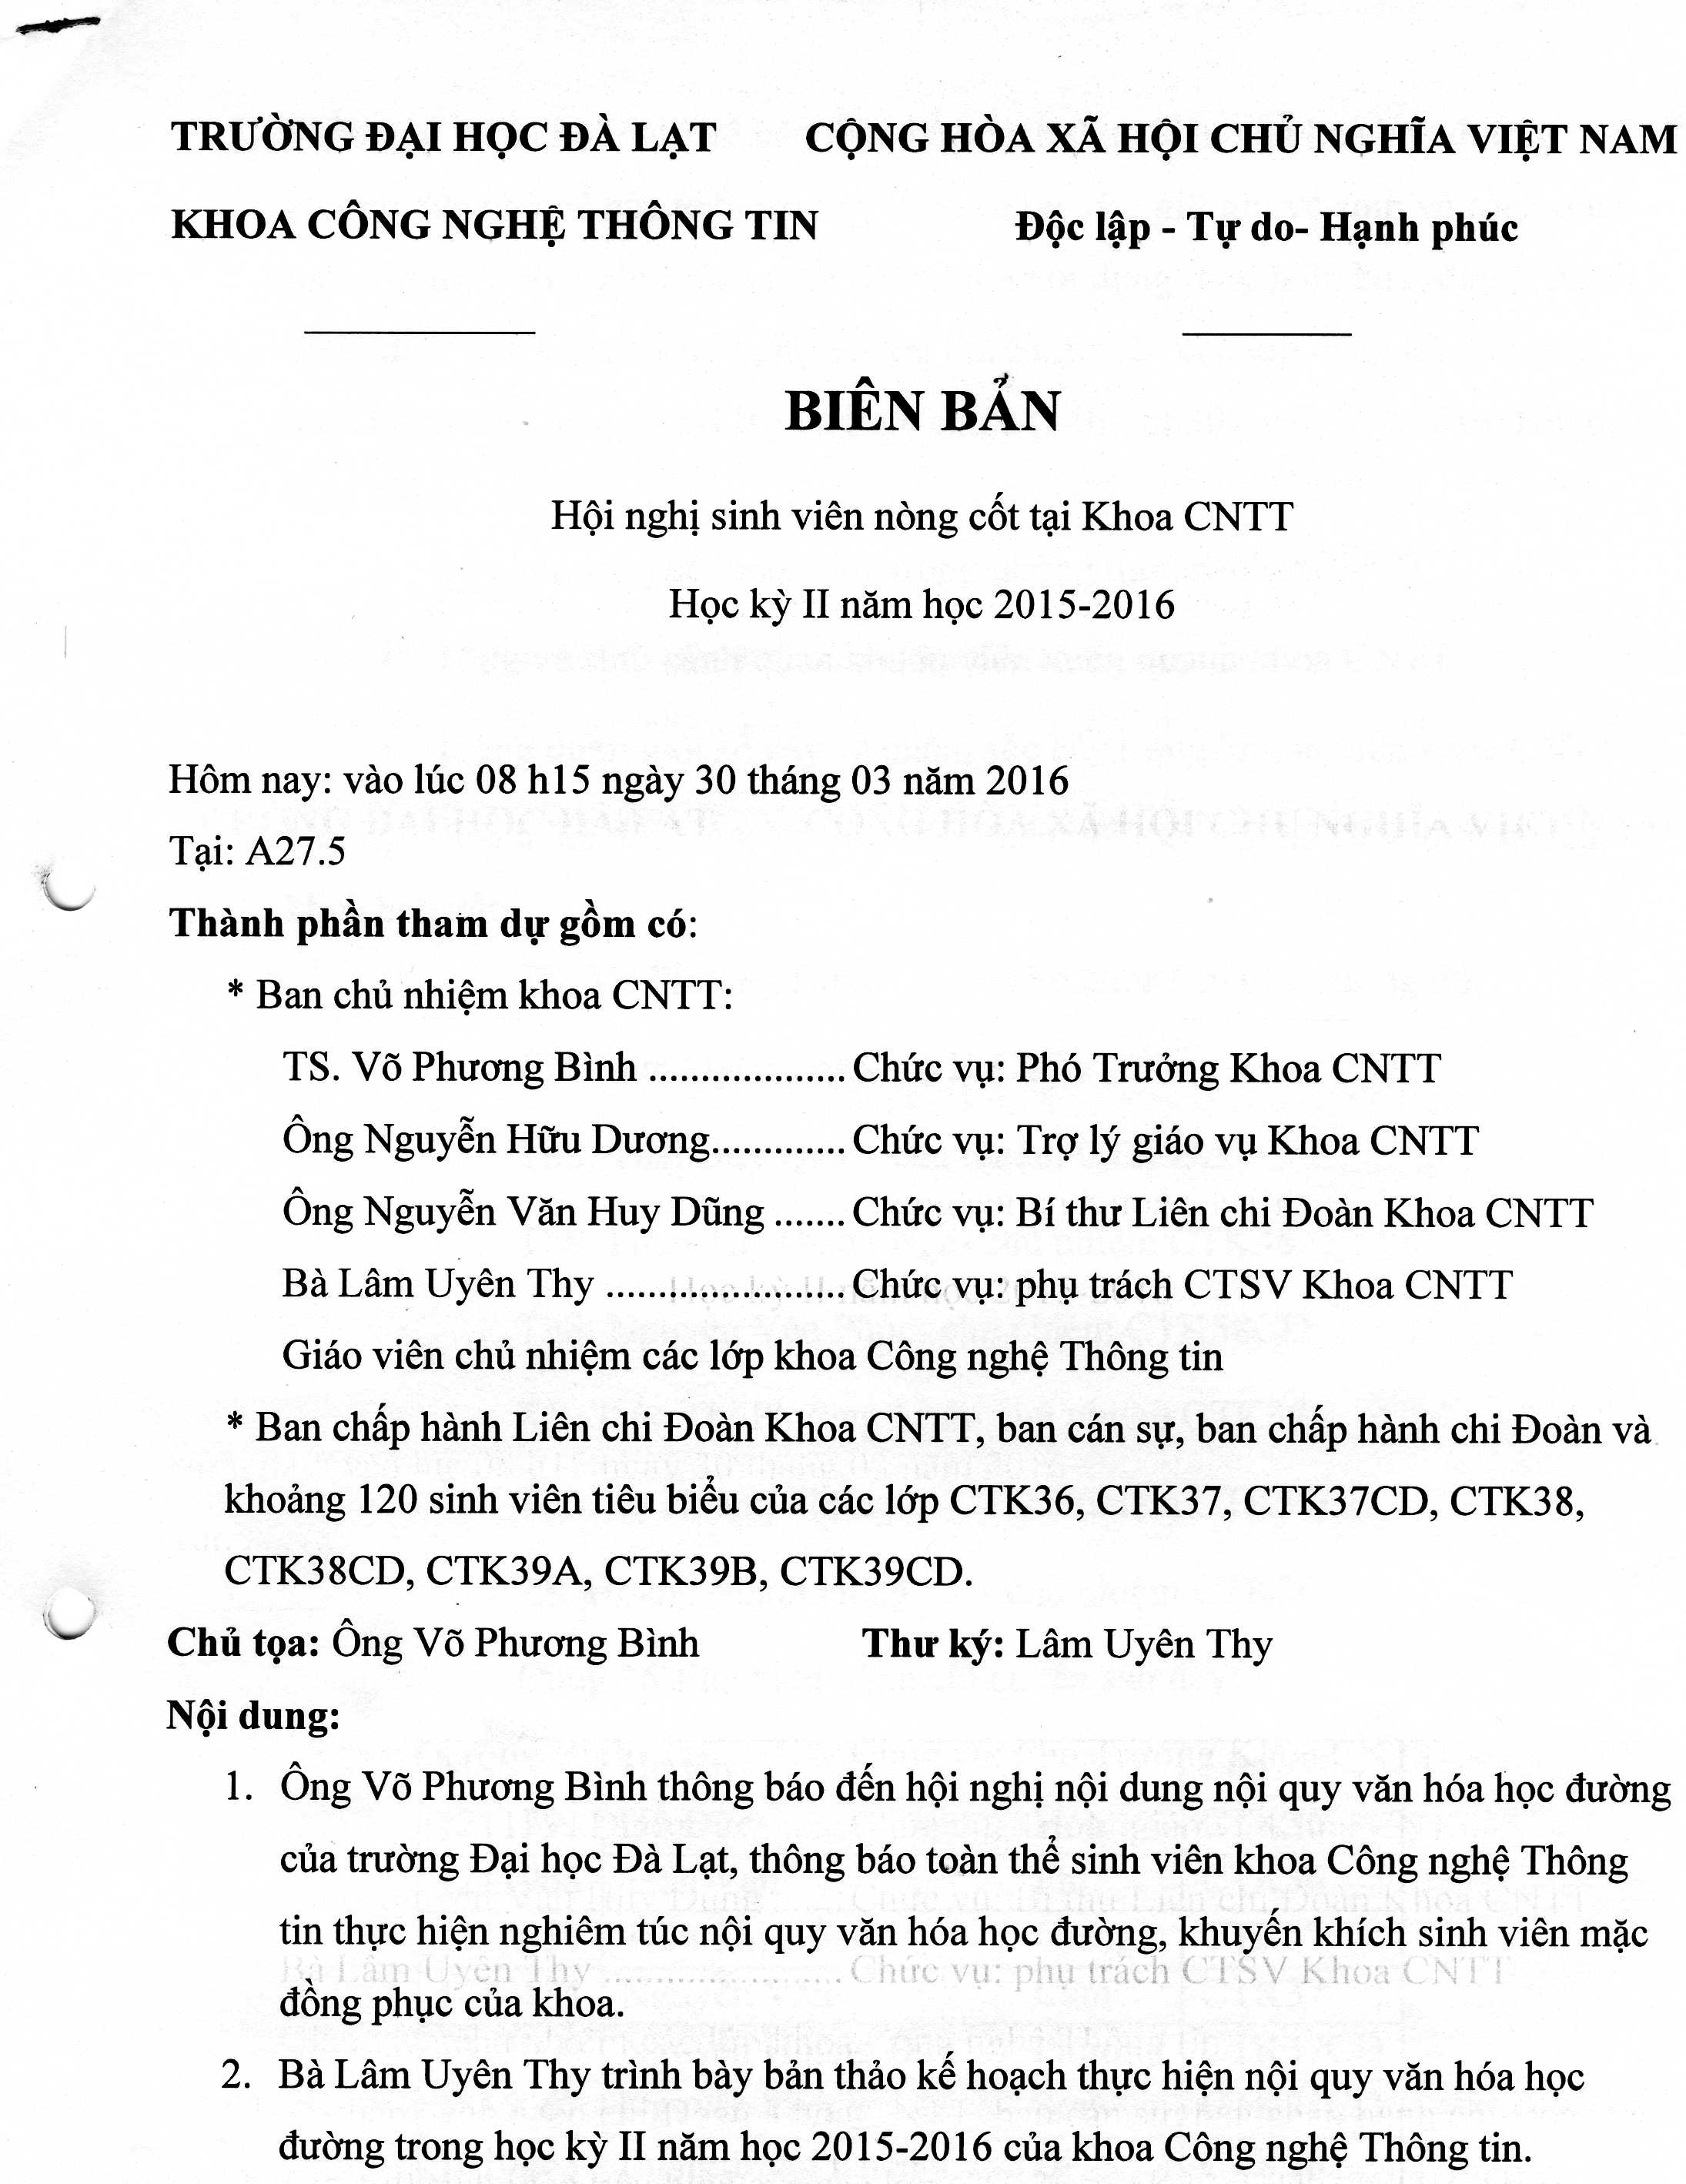 TRƯỜNG ĐẠI HỌC ĐÀ LẠT CỘNG HÒA XÃ HỘI CHỦ NGHĨA VIỆT NAM
KHOA CÔNG NGHỆ THÔNG TIN Độc lập - Tự do- Hạnh phúc
BIÊN BẢN
Hội nghị sinh viên nòng cốt tại Khoa CNTT
Học kỳ II năm học 2015-2016
Hôm nay: vào lúc 08 h15 ngày 30 tháng 03 năm 2016
Tại: A27.5
Thành phần tham dự gồm có:
* Ban chủ nhiệm khoa CNTT:
TS. Võ Phương Bình ................... Chức vụ: Phó Trưởng Khoa CNTT
Ông Nguyễn Hữu Dương............. Chức vụ: Trợ lý giáo vụ Khoa CNTT
Ông Nguyễn Văn Huy Dũng ....... Chức vụ: Bí thư Liên chi Đoàn Khoa CNTT
Bà Lâm Uyên Thy ....................... Chức vụ: phụ trách CTSV Khoa CNTT
Giáo viên chủ nhiệm các lớp khoa Công nghệ Thông tin
* Ban chấp hành Liên chi Đoàn Khoa CNTT, ban cán sự, ban chấp hành chi Đoàn và
khoảng 120 sinh viên tiêu biểu của các lớp CTK36, CTK37, CTK37CD, CTK38,
CTK38CD, CTK39A, CTK39B, CTK39CD.
Chủ tọa: Ông Võ Phương Bình Thư ký: Lâm Uyên Thy
Nội dung:
1. Ông Võ Phương Bình thông báo đến hội nghị nội dung nội quy văn hóa học đường
của trường Đại học Đà Lạt, thông báo toàn thể sinh viên khoa Công nghệ Thông
tin thực hiện nghiêm túc nội quy văn hóa học đường, khuyến khích sinh viên mặc
đồng phục của khoa.
2. Bà Lâm Uyên Thy trình bày bản thảo kế hoạch thực hiện nội quy văn hóa học
đường trong học kỳ II năm học 2015-2016 của khoa Công nghệ Thông tin.